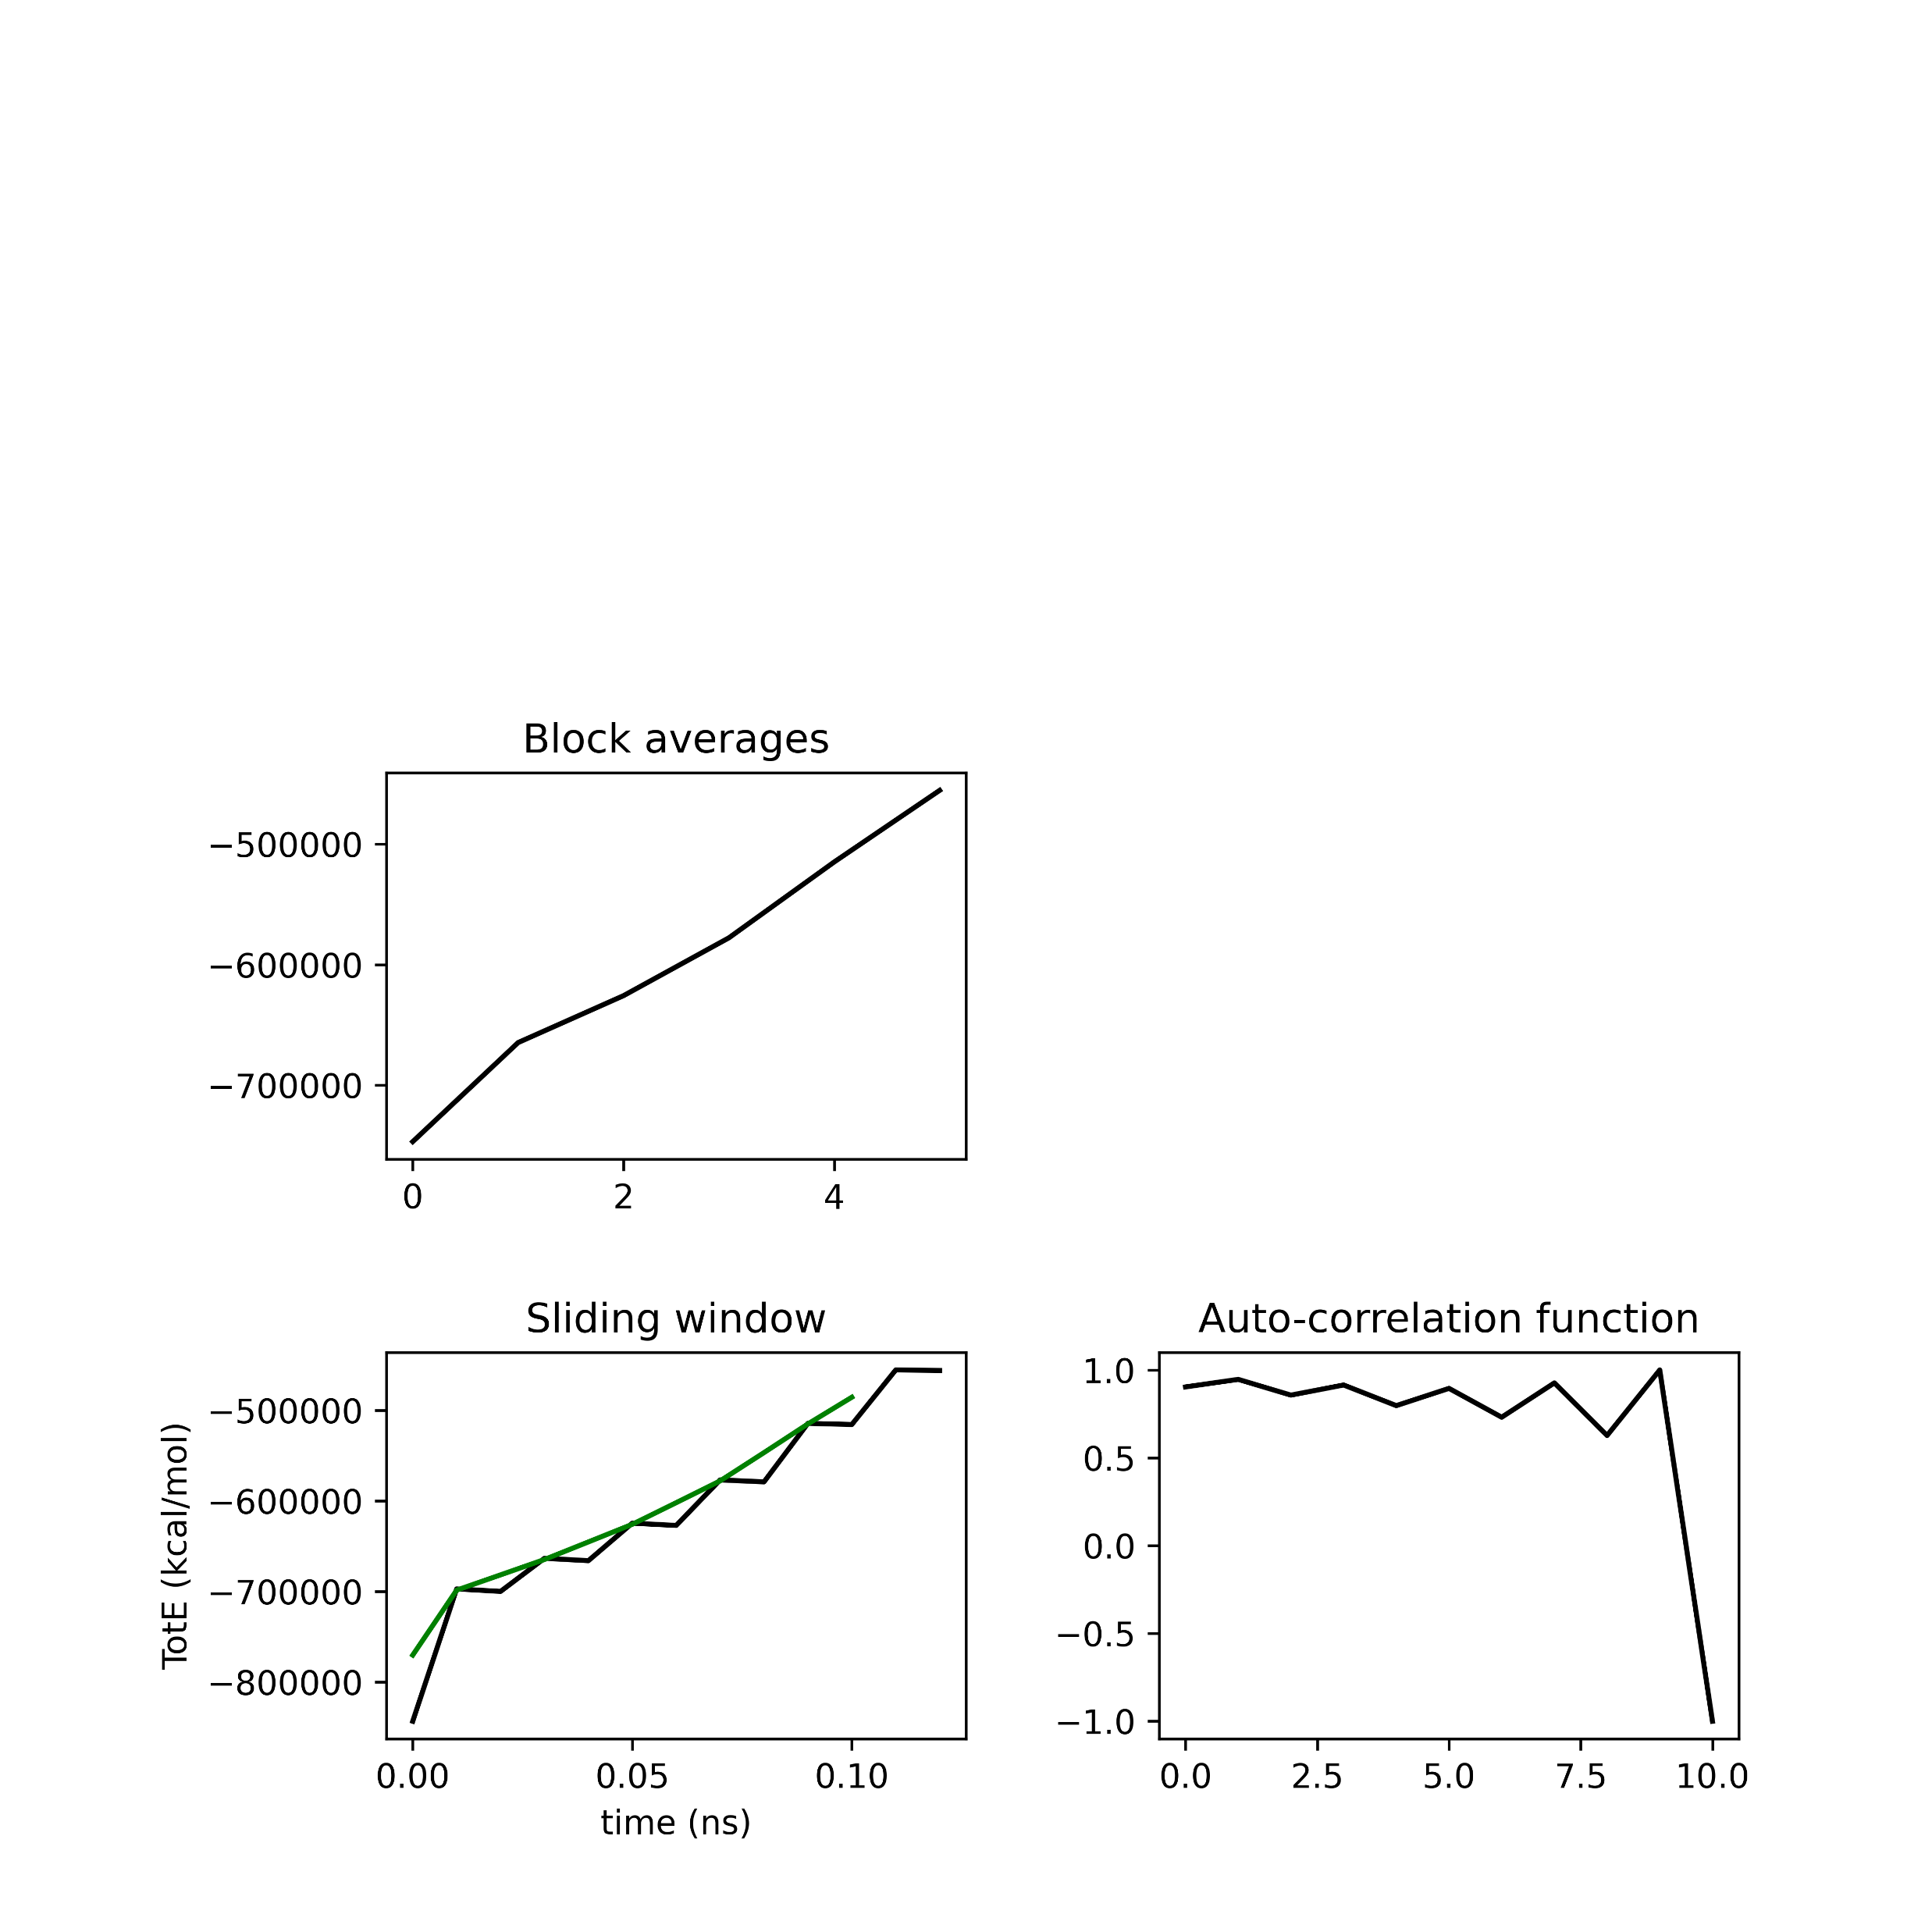 Block averages
−500000
−600000
−700000
0 2 4
Sliding window
TotE (kcal/mol)
−500000
−600000
−700000
−800000
0.00 0.05 0.10
time (ns)
Auto-correlation function
1.0
0.5
0.0
−0.5
−1.0
0.0 2.5 5.0 7.5 10.0